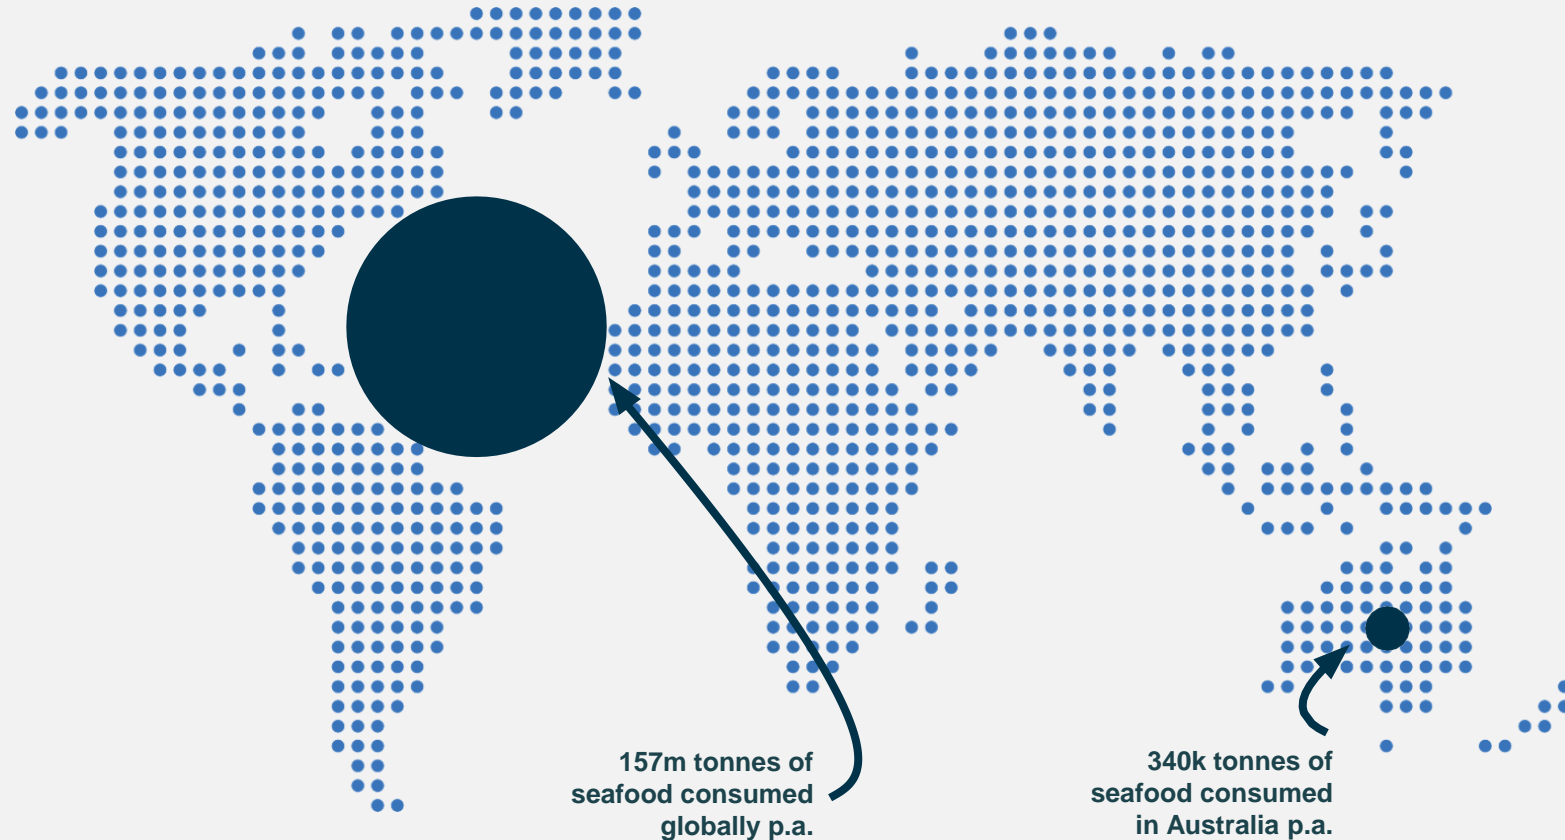 157m tonnes of
seafood consumed
globally p.a.
340k tonnes of
seafood consumed
in Australia p.a.